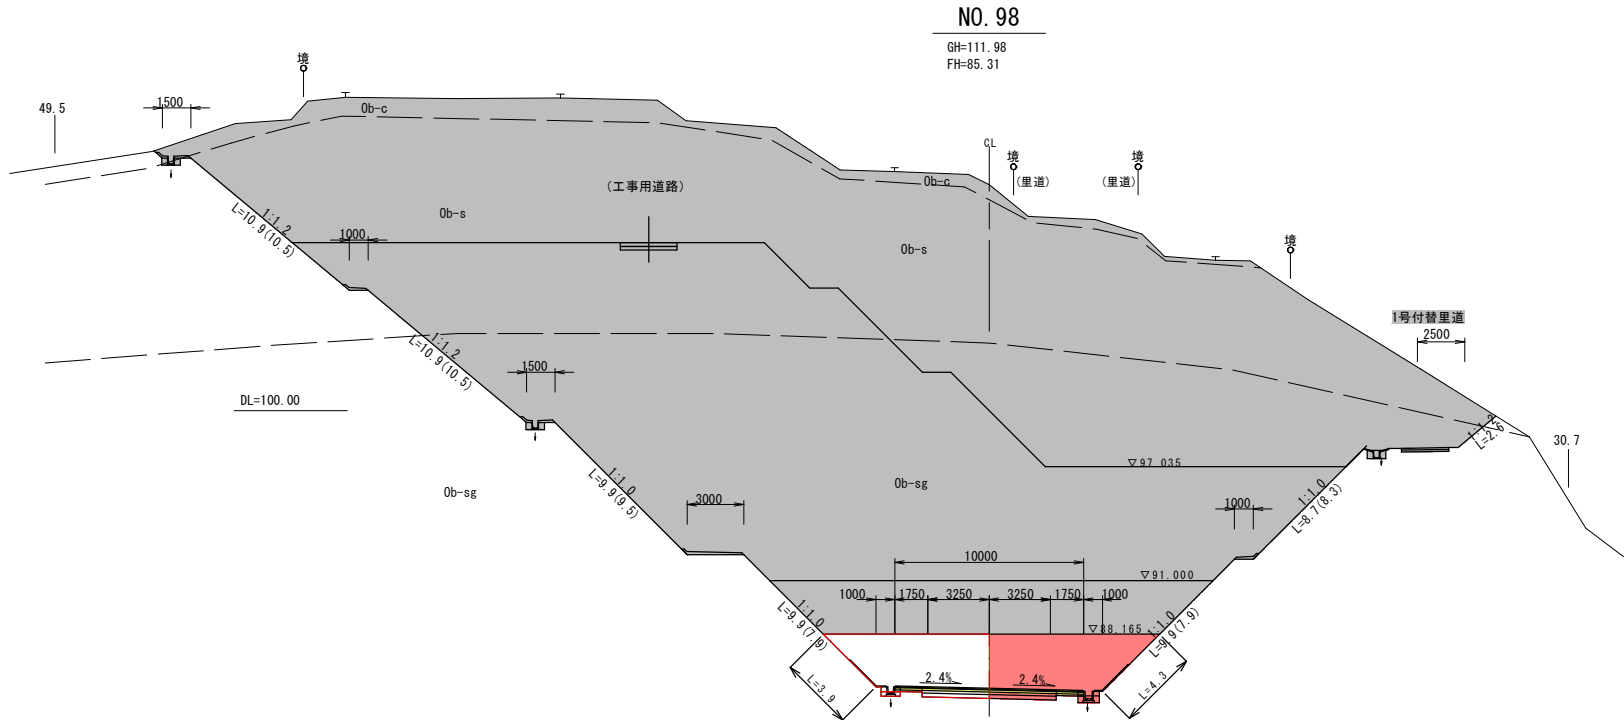 NO.98
GH=111.98
FH=85.31
境
49.5
1500
Ob-c
CL
境
(里道)
境
(里道)
Ob-c
(工事用道路)
Ob-s
1:1.2
L=10.9(10.5)
1000
Ob-s
境
1号付替里道
2500
1:1.2
L=10.9(10.5)
1500
DL=100.00
1:1.2
L=2.6
30.7
▽97.035
Ob-sg
Ob-sg
1:1.0
L=9.9(9.5)
3000
1:1.0
L=8.7(8.3)
1000
10000
▽91.000
1000
1750
3250
3250
1750
1000
1:1.0
L=9.9(7.9)
▽88.165
1:1.0
L=9.9(7.9)
L=3.9
2.4%
2.4%
L=4.3